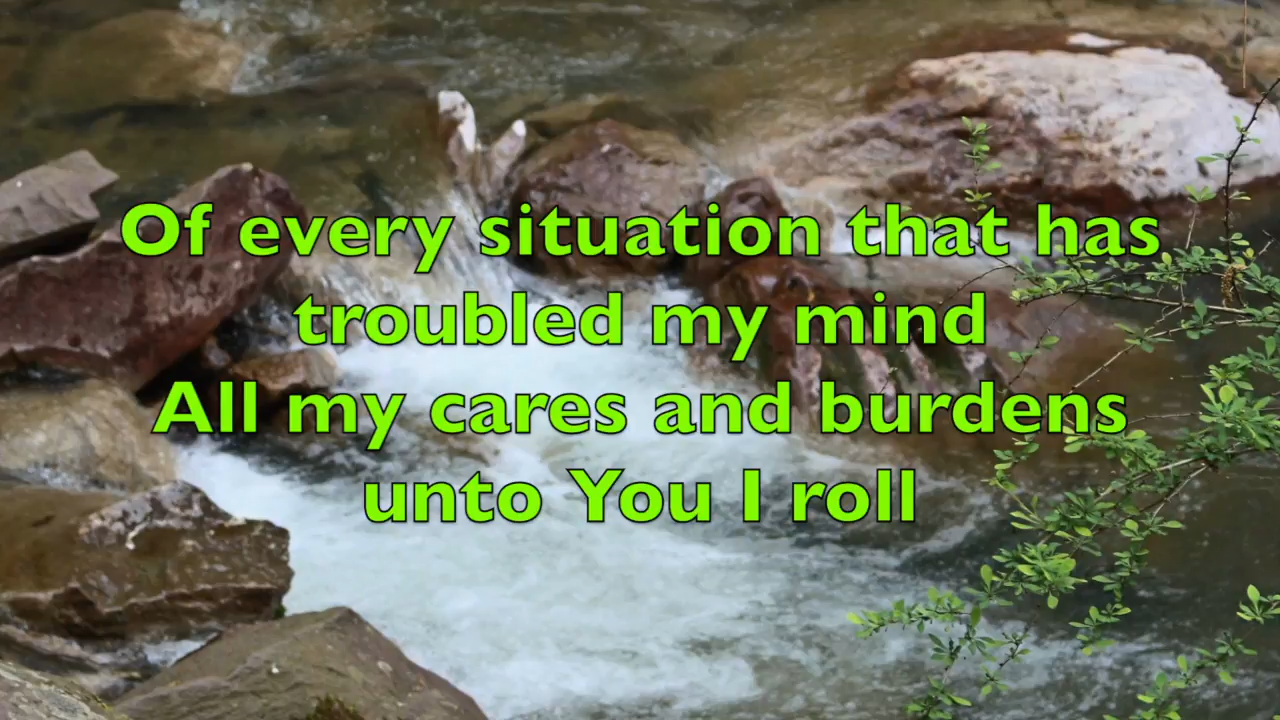 Of every situation that has
troubled my mind
All my cares and burdens
unto You I roll